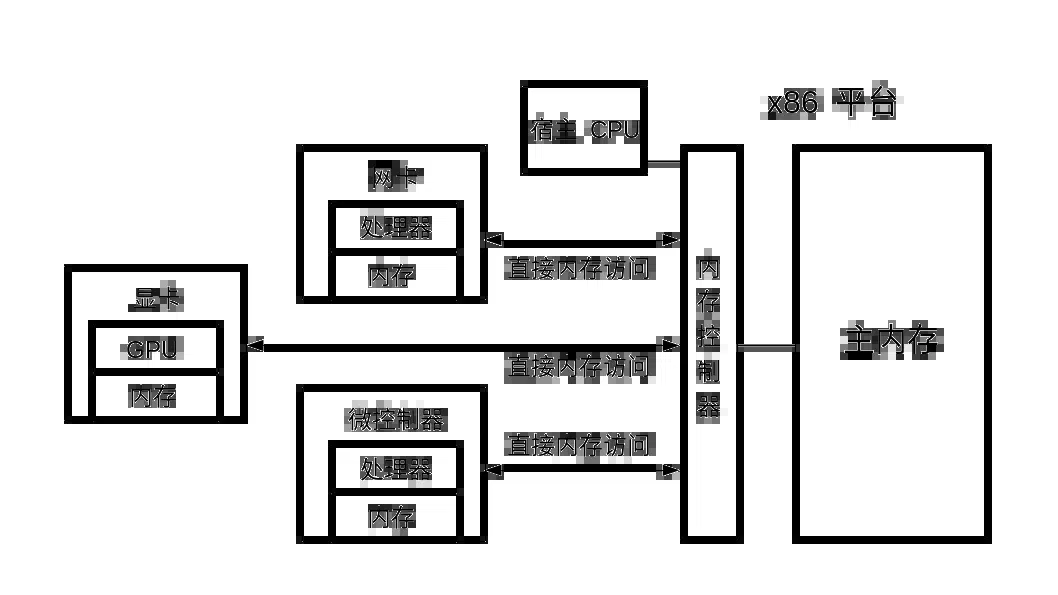 x86 平台
宿主 CPU
网卡
处理器
内存
直接内存访问
显卡
GPU
内存
直接内存访问
微控制器
处理器
内存
直接内存访问
内存控制器
主内存